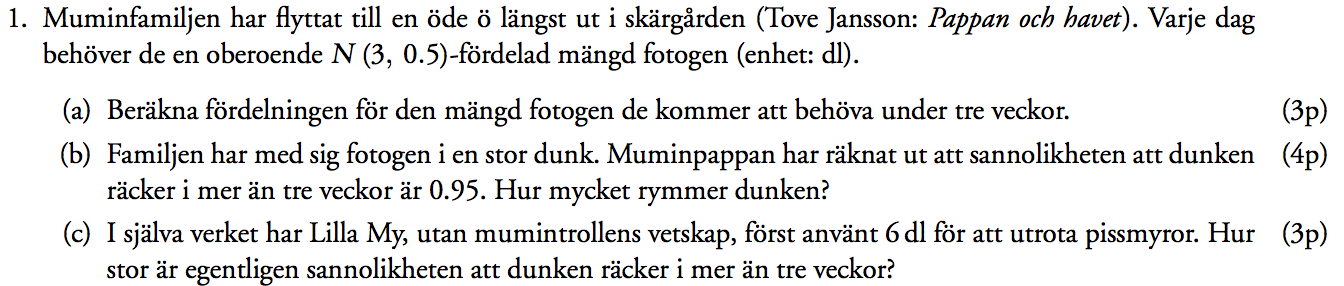 1. Muminfamiljen har flyttat till en öde ö längst ut i skärgården (Tove Jansson: Pappan och havet). Varje dag
behöver de en oberoende N (3, 0.5)-fördelad mängd fotogen (enhet: dl).
(a) Beräkna fördelningen för den mängd fotogen de kommer att behöva under tre veckor. (3p)
(b) Familjen har med sig fotogen i en stor dunk. Muminpappan har räknat ut att sannolikheten att dunken (4p)
räcker i mer än tre veckor är 0.95. Hur mycket rymmer dunken?
(c) I själva verket har Lilla My, utan mumintrollens vetskap, först använt 6 dl för att utrota pissmyror. Hur (3p)
stor är egentligen sannolikheten att dunken räcker i mer än tre veckor?